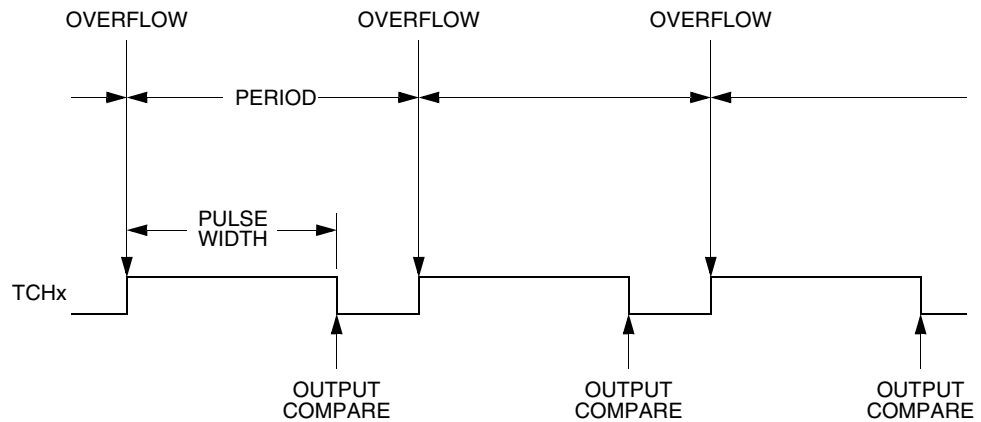 OVERFLOW
OVERFLOW
OVERFLOW
PERIOD
PULSE
WIDTH
TCHx
OUTPUT
COMPARE
OUTPUT
COMPARE
OUTPUT
COMPARE